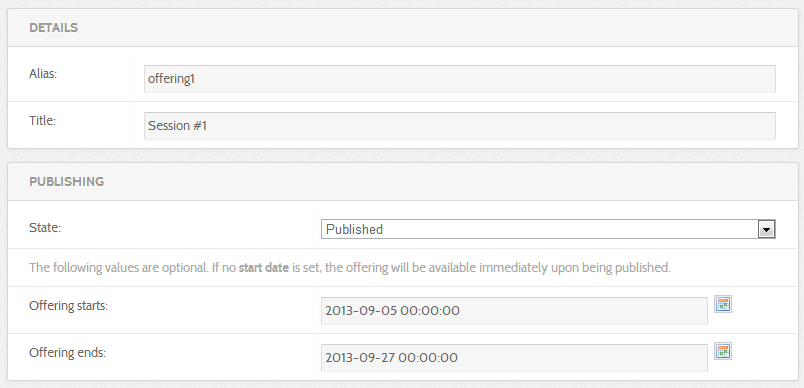 DETAILS
Alias:
offering1
Title:
Session #1
PUBLISHING
State:
Published
The following values are optional. If no start date is set, the offering will be available immediately upon being published.
Offering starts:
2013-09-05 00:00:00
Offering ends:
2013-09-27 00:00:00